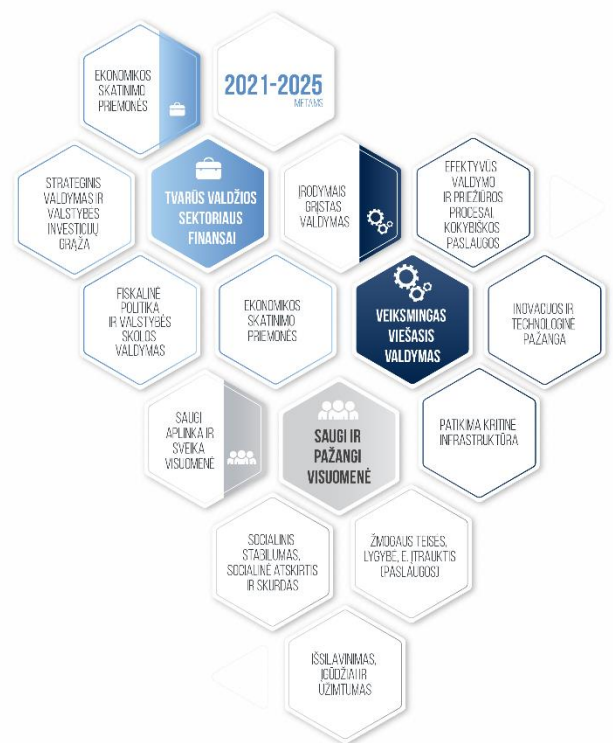 EKONOMIKOS
SKATINIMO
PRIEMONĖS
2021-2025
METAMS
STRATEGINIS
VALDYMAS IR
VALSTYBĖS
INVESTICIJŲ
GRĄŽA
TVARŪS VALDŽIOS
SEKTORIAUS
FINANSAI
ĮRODYMAIS
GRĮSTAS
VALDYMAS
EFEKTYVŪS
VALDYMO
IR PRIEŽIŪROS
PROCESAI,
KOKYBIŠKOS
PASLAUGOS
FISKALINĖ
POLITIKA
IR VALSTYBĖS
SKOLOS
VALDYMAS
EKONOMIKOS
SKATINIMO
PRIEMONĖS
VEIKSMINGAS
VIEŠASIS
VALDYMAS
INOVACIJOS IR
TECHNOLOGINĖ
PAŽANGA
SAUGI
APLINKA IR
SVEIKA
VISUOMENĖ
SAUGI IR
PAŽANGI
VISUOMENĖ
PATIKIMA KRITINĖ
INFRASTRUKTŪRA
SOCIALINIS
STABILUMAS,
SOCIALINĖ ATSKIRTIS
IR SKURDAS
ŽMOGAUS TEISĖS,
LYGYBĖ, E. ĮTRAUKTIS
(PASLAUGOS)
IŠSILAVINIMAS,
ĮGŪDŽIAI IR
UŽIMTUMAS